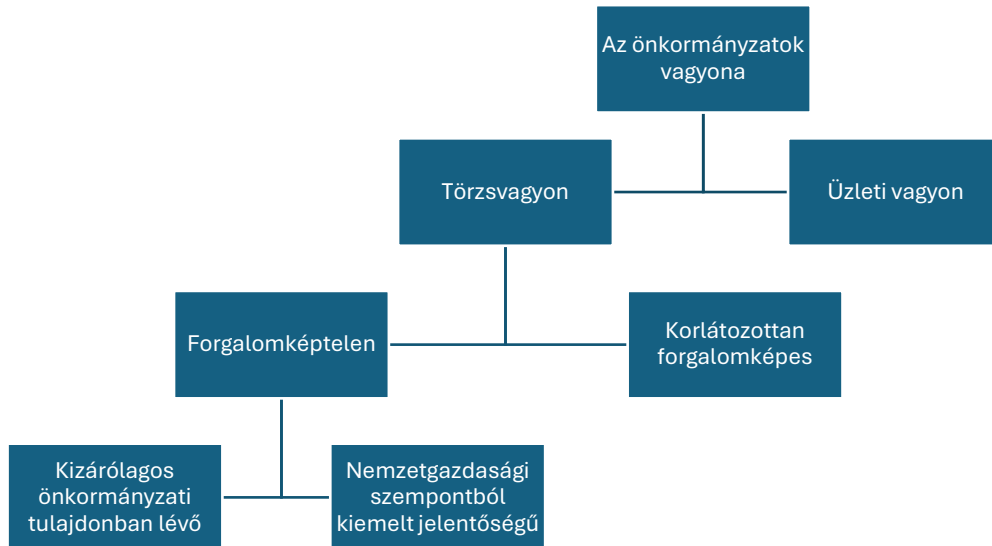 Az önkormányzatok
vagyona
Törzsvagyon
Üzleti vagyon
Forgalomképtelen
Korlátozottan
forgalomképes
Kizárólagos
önkormányzati
tulajdonban lévő
Nemzetgazdasági
szempontból
kiemelt jelentőségű